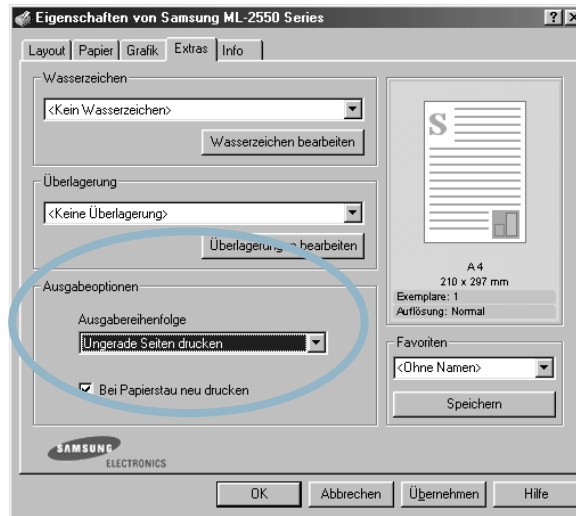 Eigenschaften von Samsung ML-2550 Series
Layout Papier Grafik Extras Info
Wasserzeichen
<Kein Wasserzeichen>
Wasserzeichen bearbeiten
Überlagerung
<Keine Überlagerung>
Überlagerungen bearbeiten
Ausgabeoptionen
Ausgabereihenfolge
Ungerade Seiten drucken
Bei Papierstau neu drucken
S
A4
210 x 297 mm
Exemplare: 1
Auflösung: Normal
Favoriten
<Ohne Namen>
Speichern
SAMSUNG
ELECTRONICS
OK Abbrechen Übernehmen Hilfe